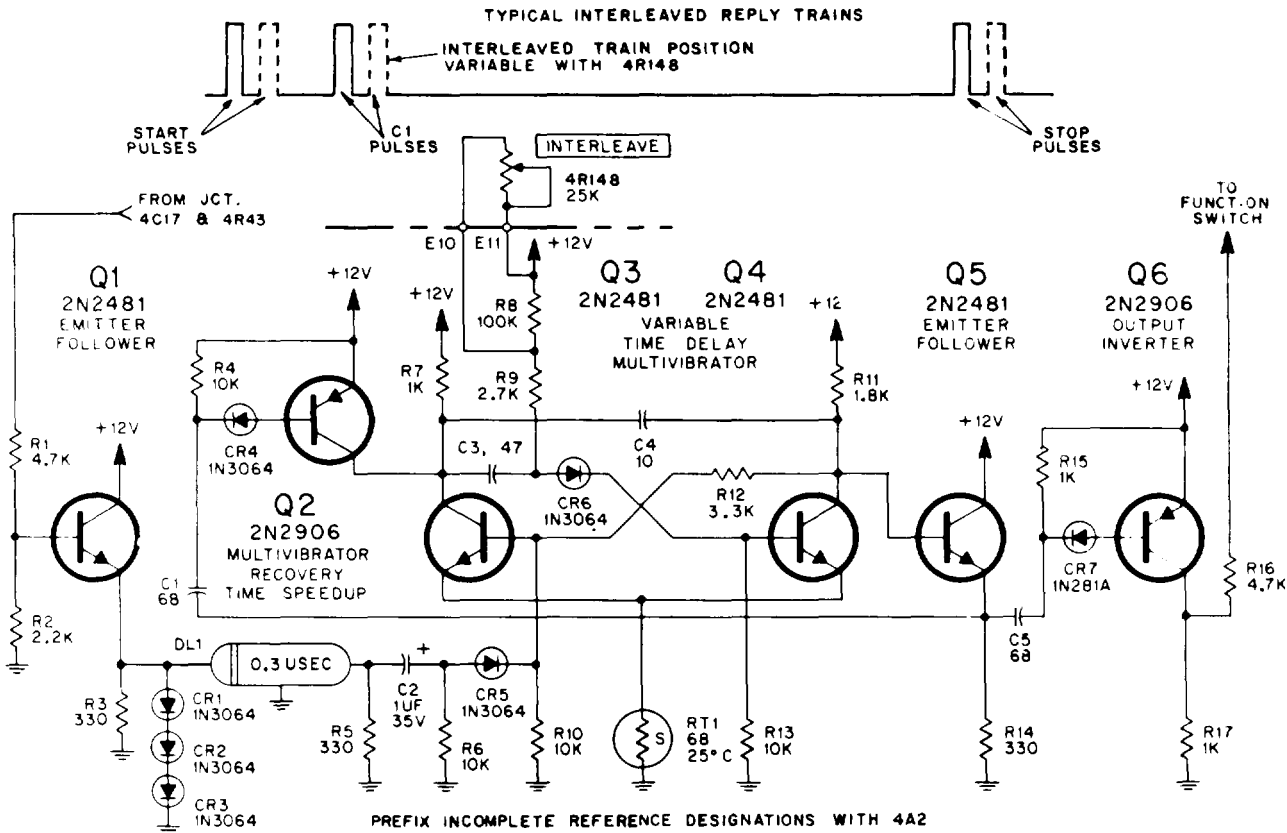 TYPICAL INTERLEAVED REPLY TRAINS
INTERLEAVED TRAIN POSITION
VARIABLE WITH 4R148
START
PULSES
C1
PULSES
STOP
PULSES
INTERLEAVE
4R148
25K
FROM JCT.
4C17 & 4R43
TO
FUNCT.ON
SWITCH
E10
E11
+12V
Q1
2N2481
EMITTER
FOLLOWER
+12V
+12V
R8
100K
Q3
2N2481
Q4
2N2481
VARIABLE
TIME DELAY
MULTIVIBRATOR
+12
Q5
2N2481
EMITTER
FOLLOWER
Q6
2N2906
OUTPUT
INVERTER
R4
10K
R7
1K
R9
2.7K
R11
1.8K
+12V
+12V
R1
4.7K
+12V
CR4
1N3064
C3, 47
C4
10
CR6
1N3064
R12
3.3K
R15
1K
Q2
2N2906
MULTIVIBRATOR
RECOVERY
TIME SPEEDUP
CR7
1N281A
R16
4.7K
C1
68
R2
2.2K
C5
68
DL1
0.3 USEC
+
R3
330
CR1
1N3064
CR2
1N3064
CR3
1N3064
R5
330
C2
1UF
35V
R6
10K
CR5
1N3064
R10
10K
S
RT1
68
25°C
R13
10K
R14
330
R17
1K
PREFIX INCOMPLETE REFERENCE DESIGNATIONS WITH 4A2